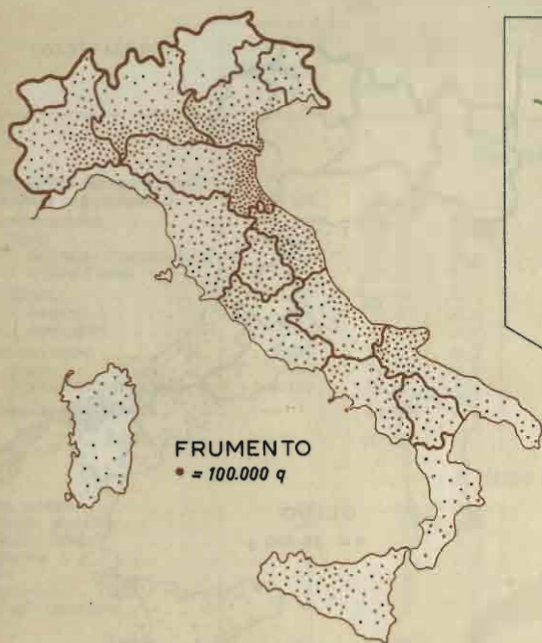 FRUMENTO
• = 100.000 q